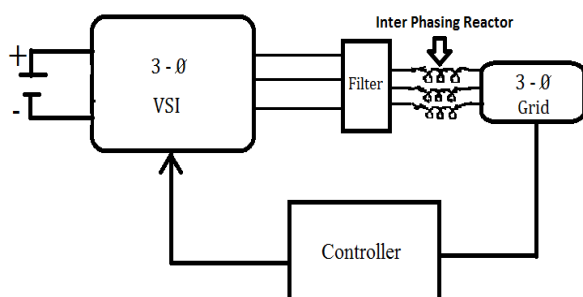 Inter Phasing Reactor
+
-
3 - Ø
VSI
Filter
3 - Ø
Grid
Controller